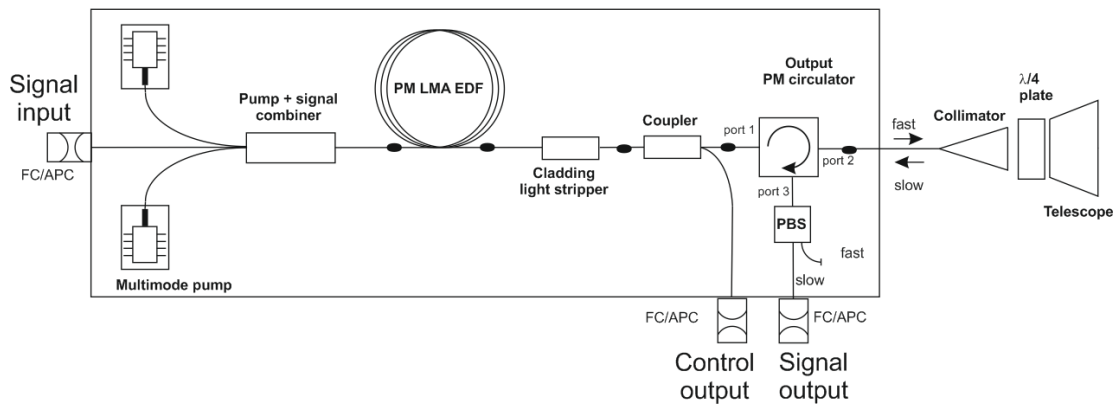 Signal
input
FC/APC
Pump + signal
combiner
Multimode pump
PM LMA EDF
Cladding
light stripper
Coupler
port 1
Output
PM circulator
port 2
port 3
PBS
fast
slow
FC/APC
FC/APC
Control
output
Signal
output
fast
slow
Collimator
λ/4
plate
Telescope